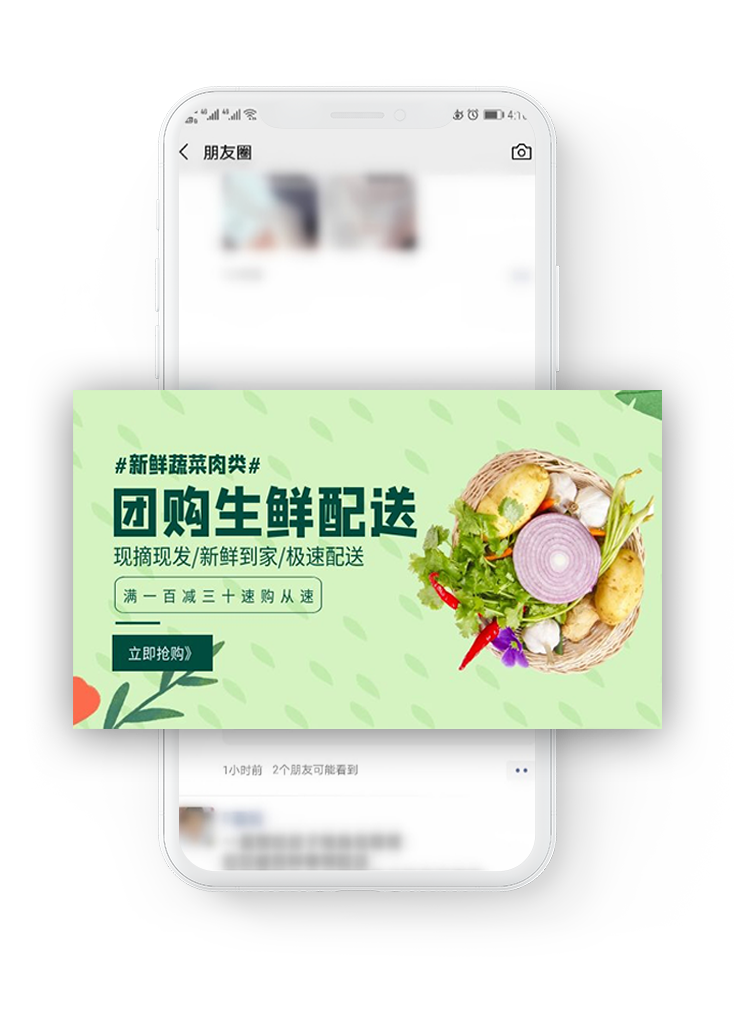 朋友圈
#新鲜蔬菜肉类#
团购生鲜配送
现摘现发/新鲜到家/极速配送
满一百减三十速购从速
立即抢购》
1小时前 2个朋友可能看到